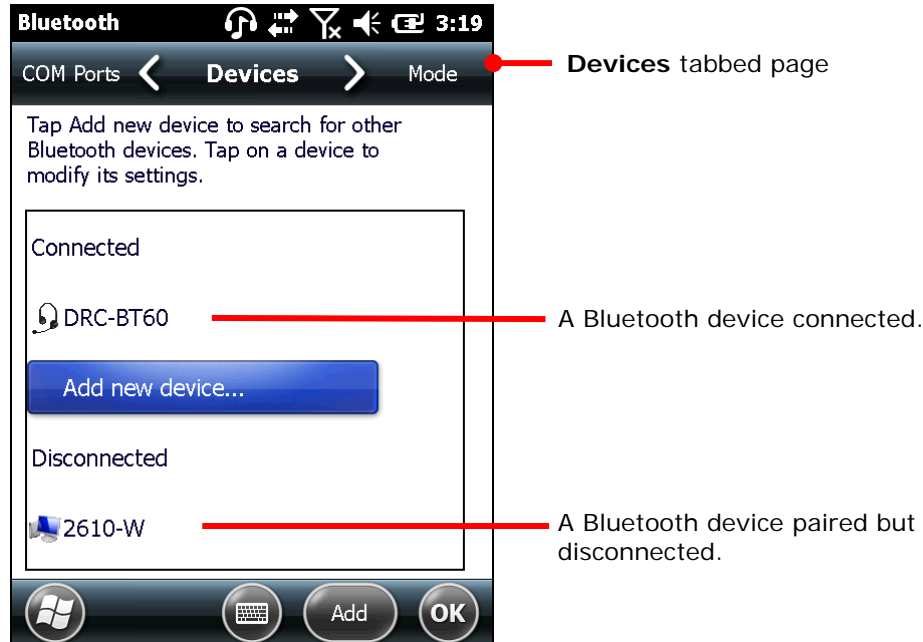 Bluetooth 3:19
COM Ports Devices Mode
Devices tabbed page
Tap Add new device to search for other
Bluetooth devices. Tap on a device to
modify its settings.
Connected
DRC-BT60
A Bluetooth device connected.
Add new device...
Disconnected
2610-W
A Bluetooth device paired but
disconnected.
Add OK